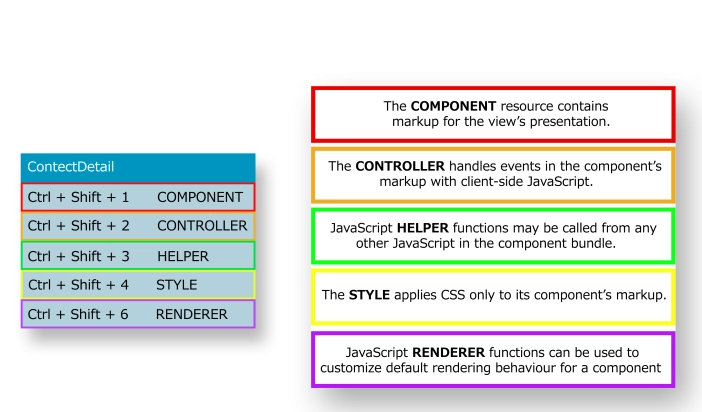 ContectDetail
Ctrl + Shift + 1 COMPONENT
Ctrl + Shift + 2 CONTROLLER
Ctrl + Shift + 3 HELPER
Ctrl + Shift + 4 STYLE
Ctrl + Shift + 6 RENDERER
The COMPONENT resource contains
markup for the view’s presentation.
The CONTROLLER handles events in the component’s
markup with client-side JavaScript.
JavaScript HELPER functions may be called from any
other JavaScript in the component bundle.
The STYLE applies CSS only to its component’s markup.
JavaScript RENDERER functions can be used to
customize default rendering behaviour for a component